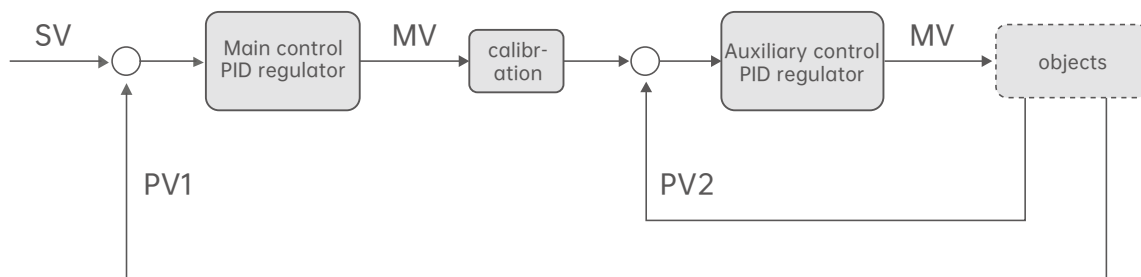 SV
Main control
PID regulator
MV
calibr-
ation
Auxiliary control
PID regulator
MV
objects
PV1
PV2